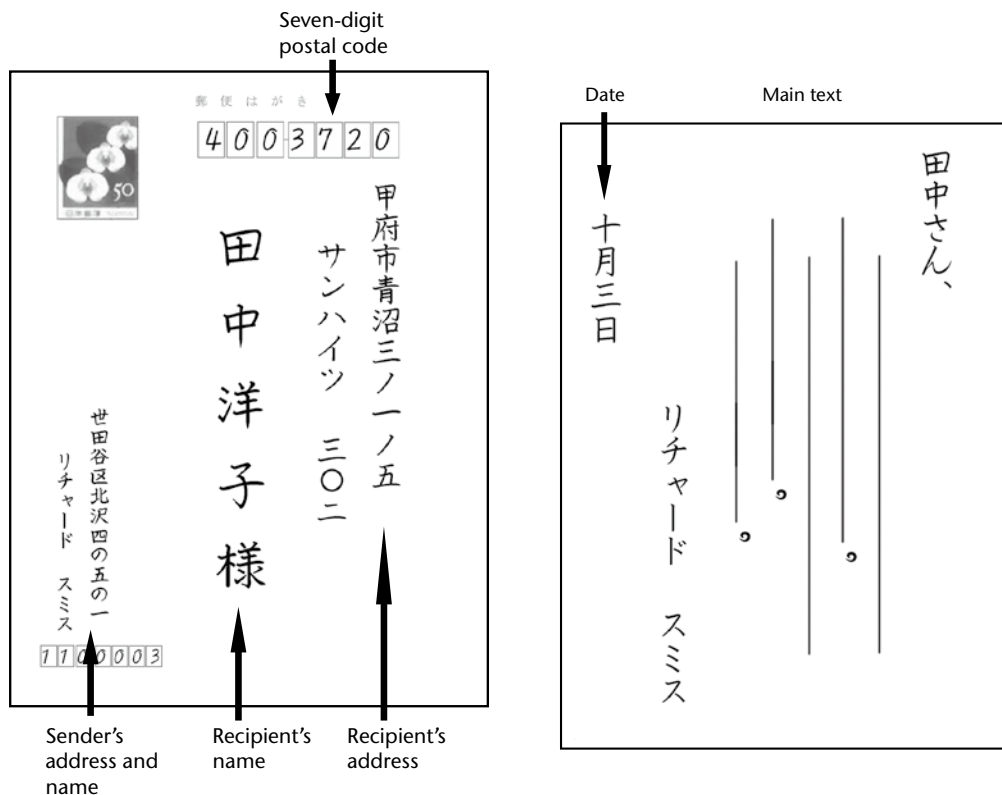 Seven-digit
postal code
郵便はがき
4003720
50
甲府市青沼三ノ一ノ五
サンハイツ 三〇二
田中洋子様
世田谷区北沢四の五の一
リチャード スミス
1100003
Sender's
address and
name
Recipient's
name
Recipient's
address
Date
Main text
田中さん、
リチャード スミス
十月三日